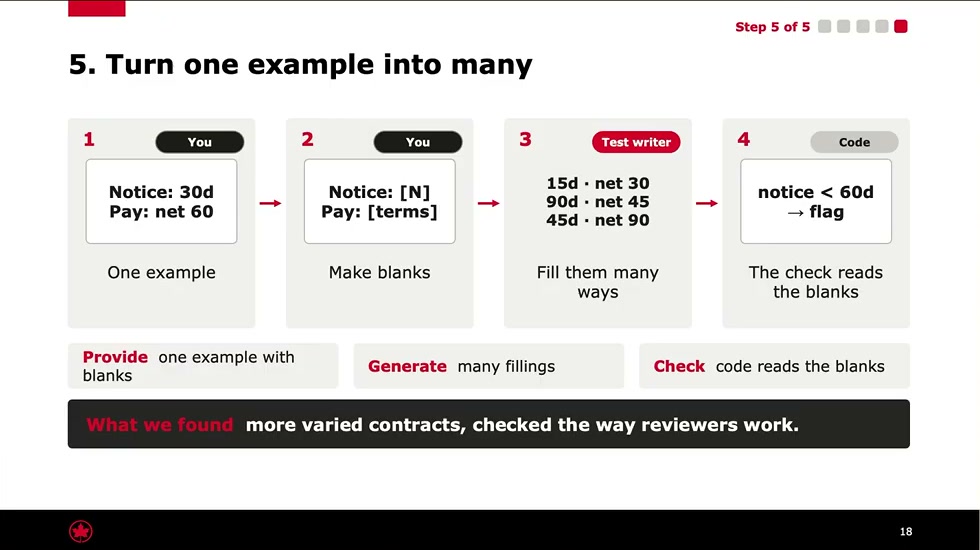 Step 5 of 5
5. Turn one example into many
1
You
Notice: 30d
Pay: net 60
One example
2
You
Notice: [N]
Pay: [terms]
Make blanks
3
Test writer
15d · net 30
90d · net 45
45d · net 90
Fill them many
ways
4
Code
notice < 60d
→ flag
The check reads
the blanks
Provide one example with
blanks
Generate many fillings
Check code reads the blanks
What we found more varied contracts, checked the way reviewers work.
18